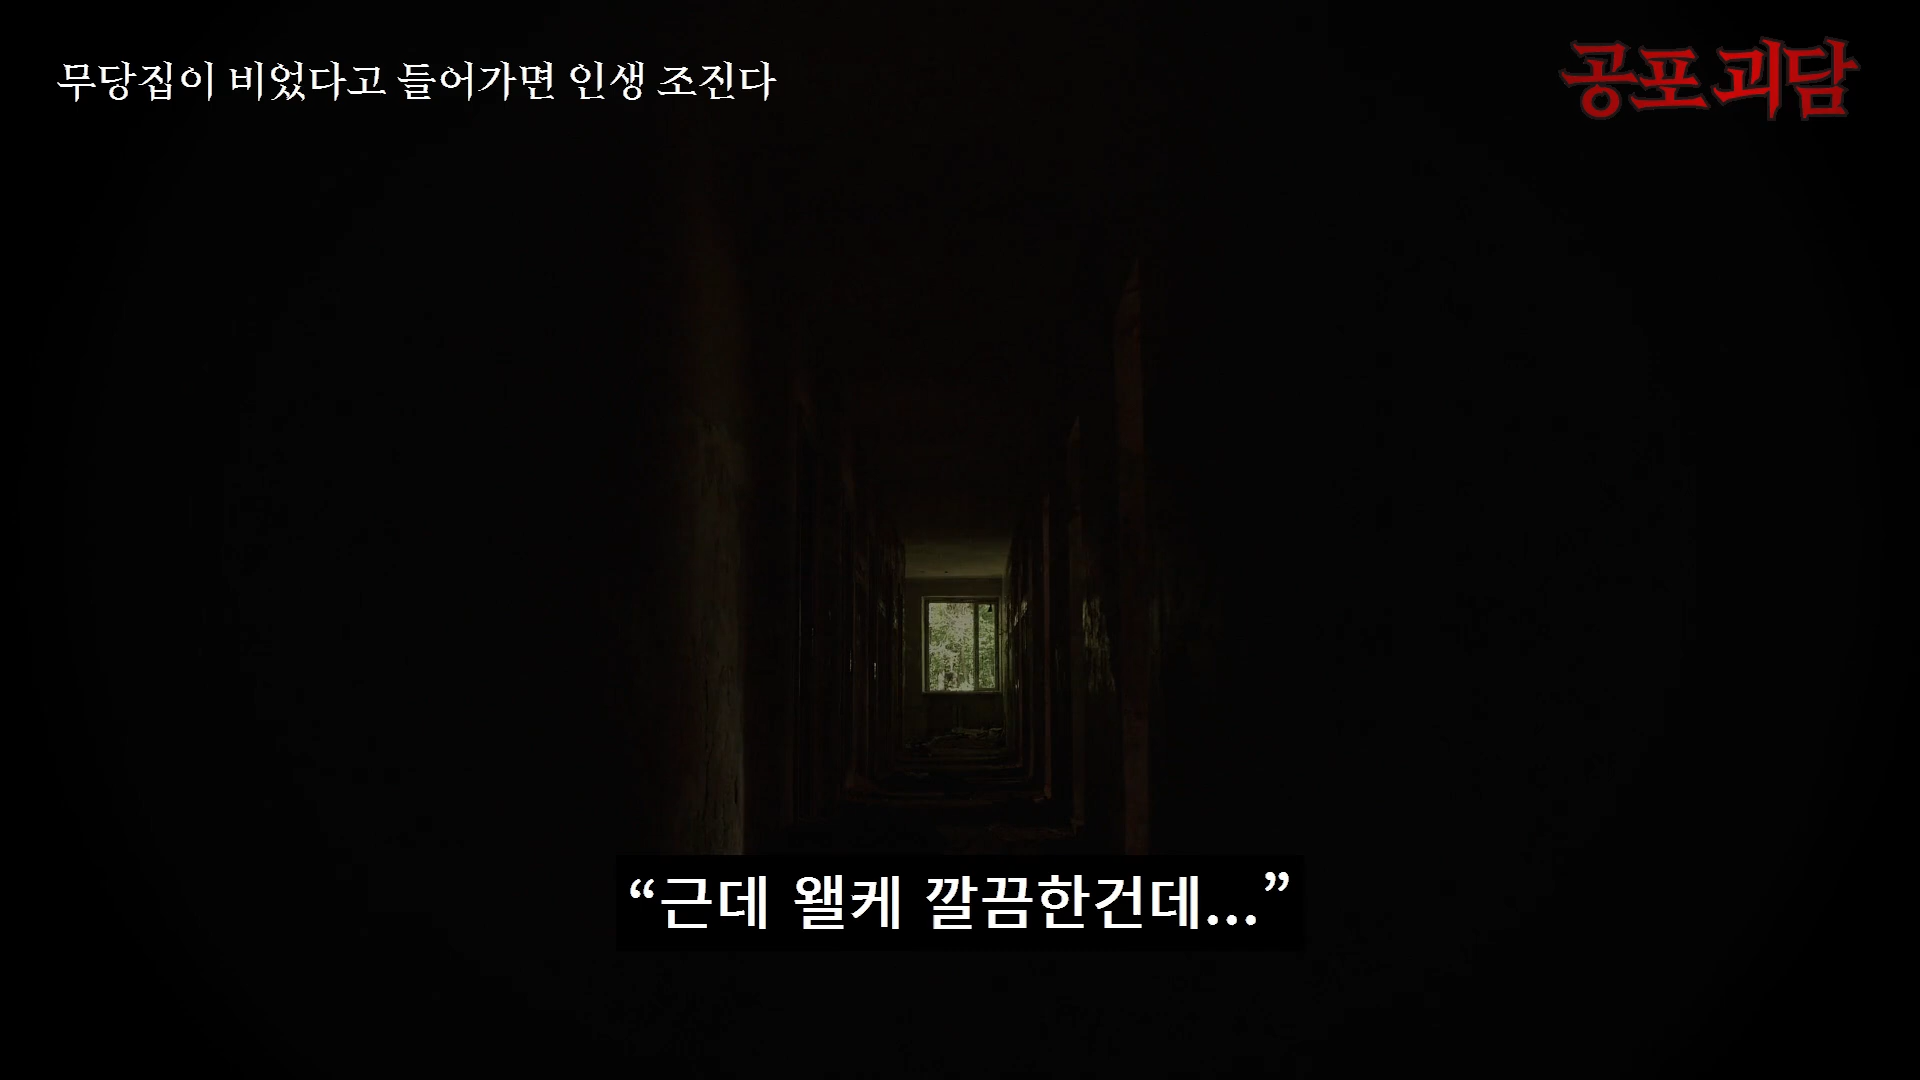 무당집이 비었다고 들어가면 인생 조진다
공포 괴담
“근데 왤케 깔끔한건데...”